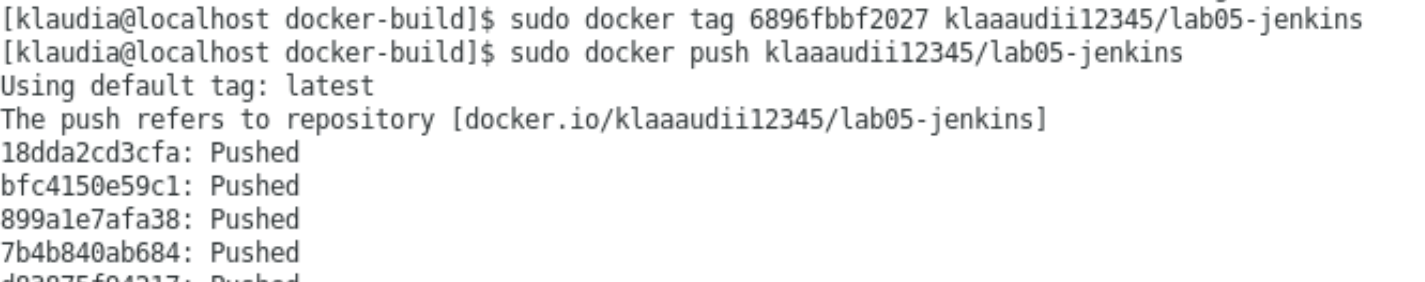 [klaudia@localhost docker-build]$ sudo docker tag 6896fbbf2027 klaaaudii12345/lab05-jenkins
[klaudia@localhost docker-build]$ sudo docker push klaaaudii12345/lab05-jenkins
Using default tag: latest
The push refers to repository [docker.io/klaaaudii12345/lab05-jenkins]
18dda2cd3cfa: Pushed
bfc4150e59c1: Pushed
899a1e7afa38: Pushed
7b4b840ab684: Pushed